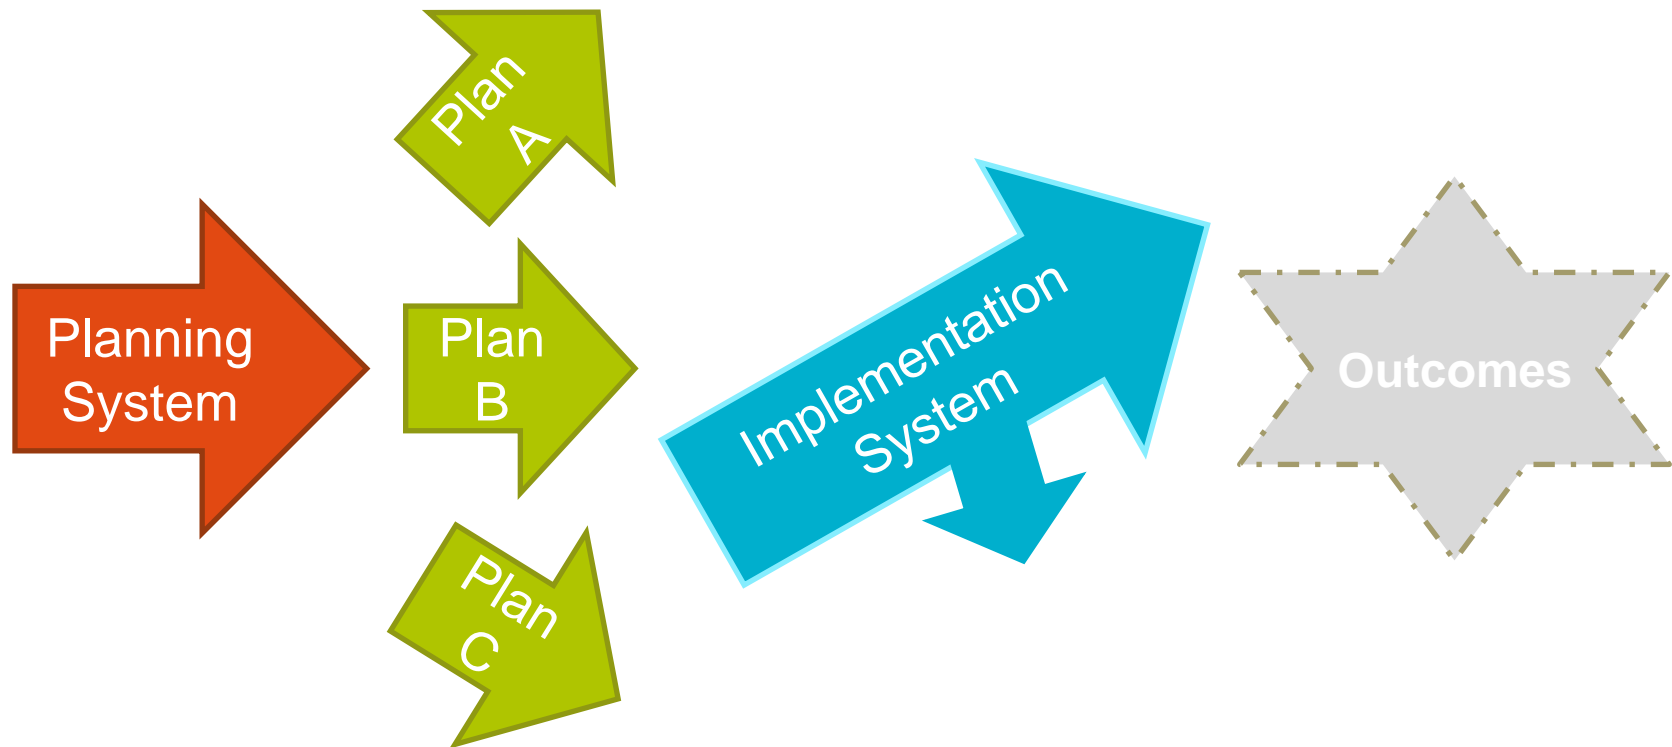 Planning
System
Plan
A
Plan
B
Plan
C
Implementation
System
Outcomes